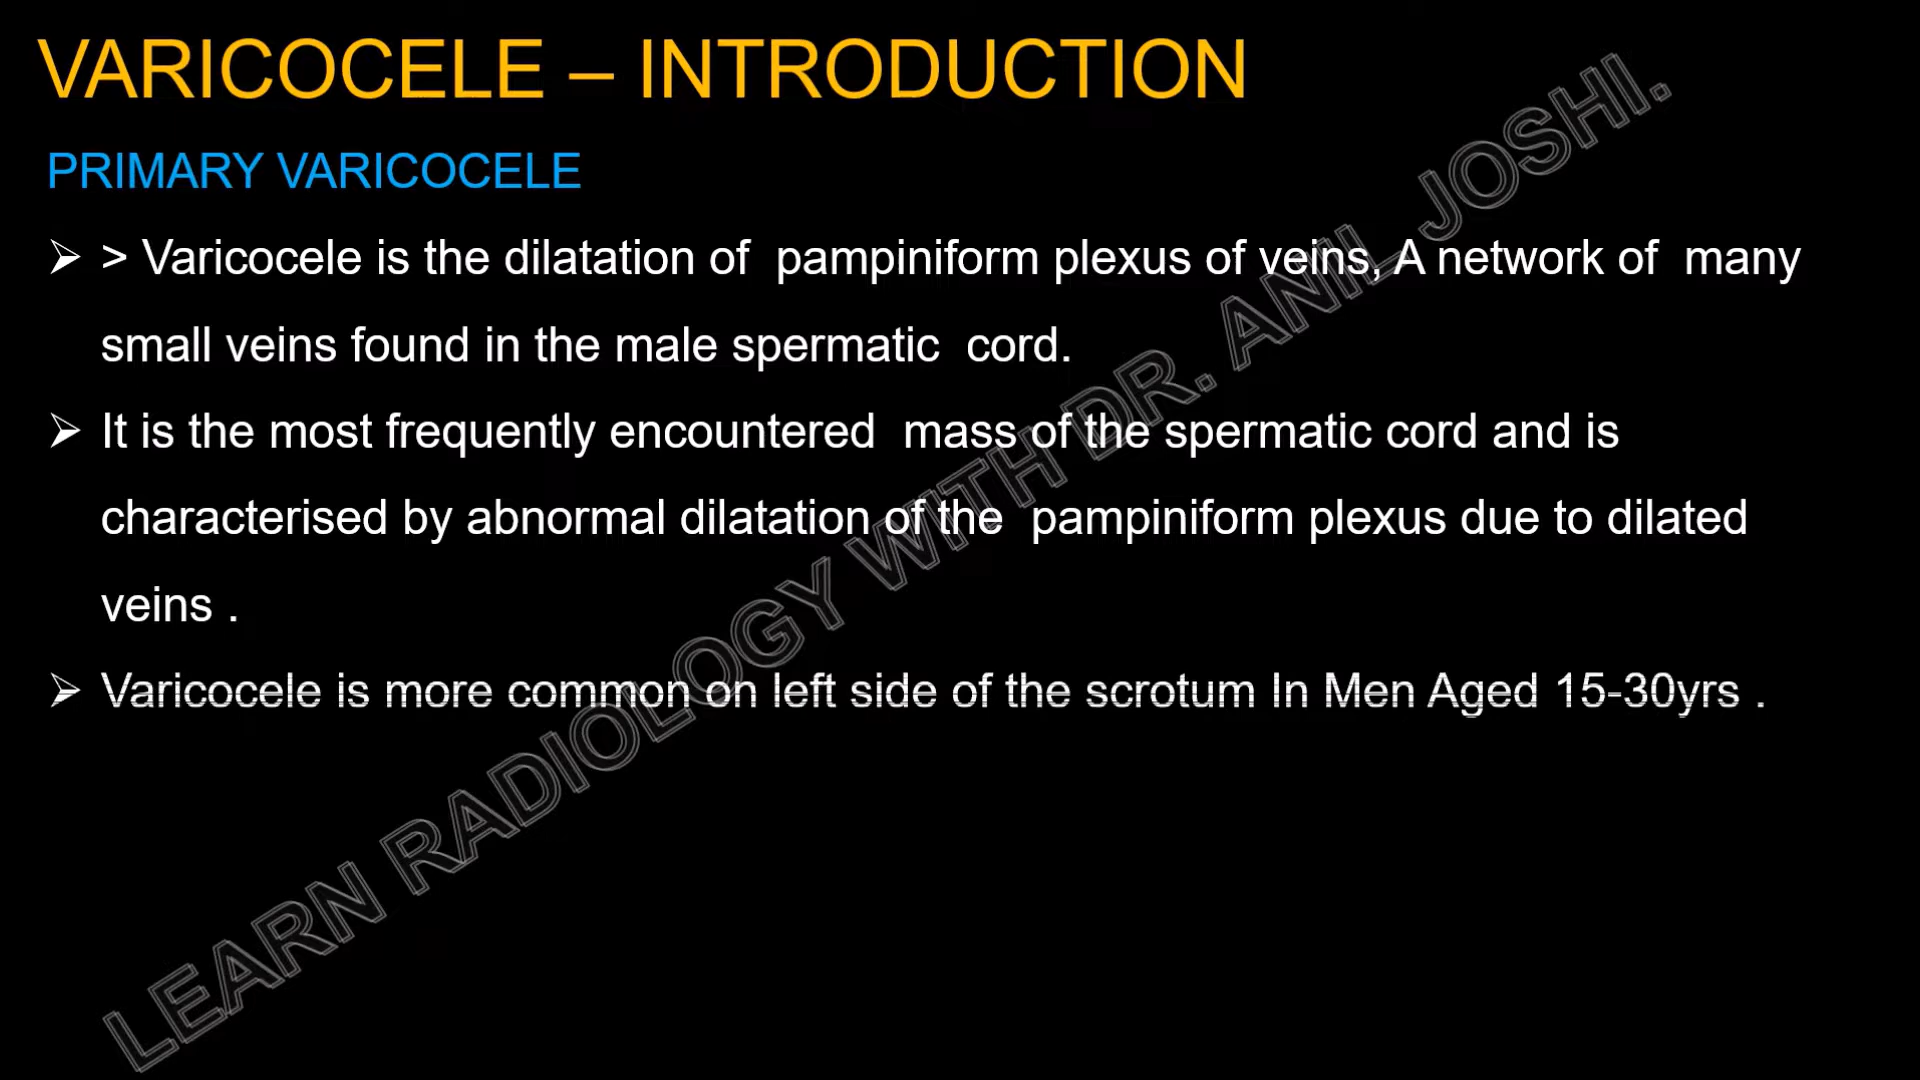 VARICOCELE – INTRODUCTION
PRIMARY VARICOCELE
➢ > Varicocele is the dilatation of pampiniform plexus of veins, A network of many
small veins found in the male spermatic cord.
➢ It is the most frequently encountered mass of the spermatic cord and is
characterised by abnormal dilatation of the pampiniform plexus due to dilated
veins .
➢ Varicocele is more common on left side of the scrotum In Men Aged 15-30yrs .
LEARN RADIOLOGY WITH DR. ANIL JOSHI.